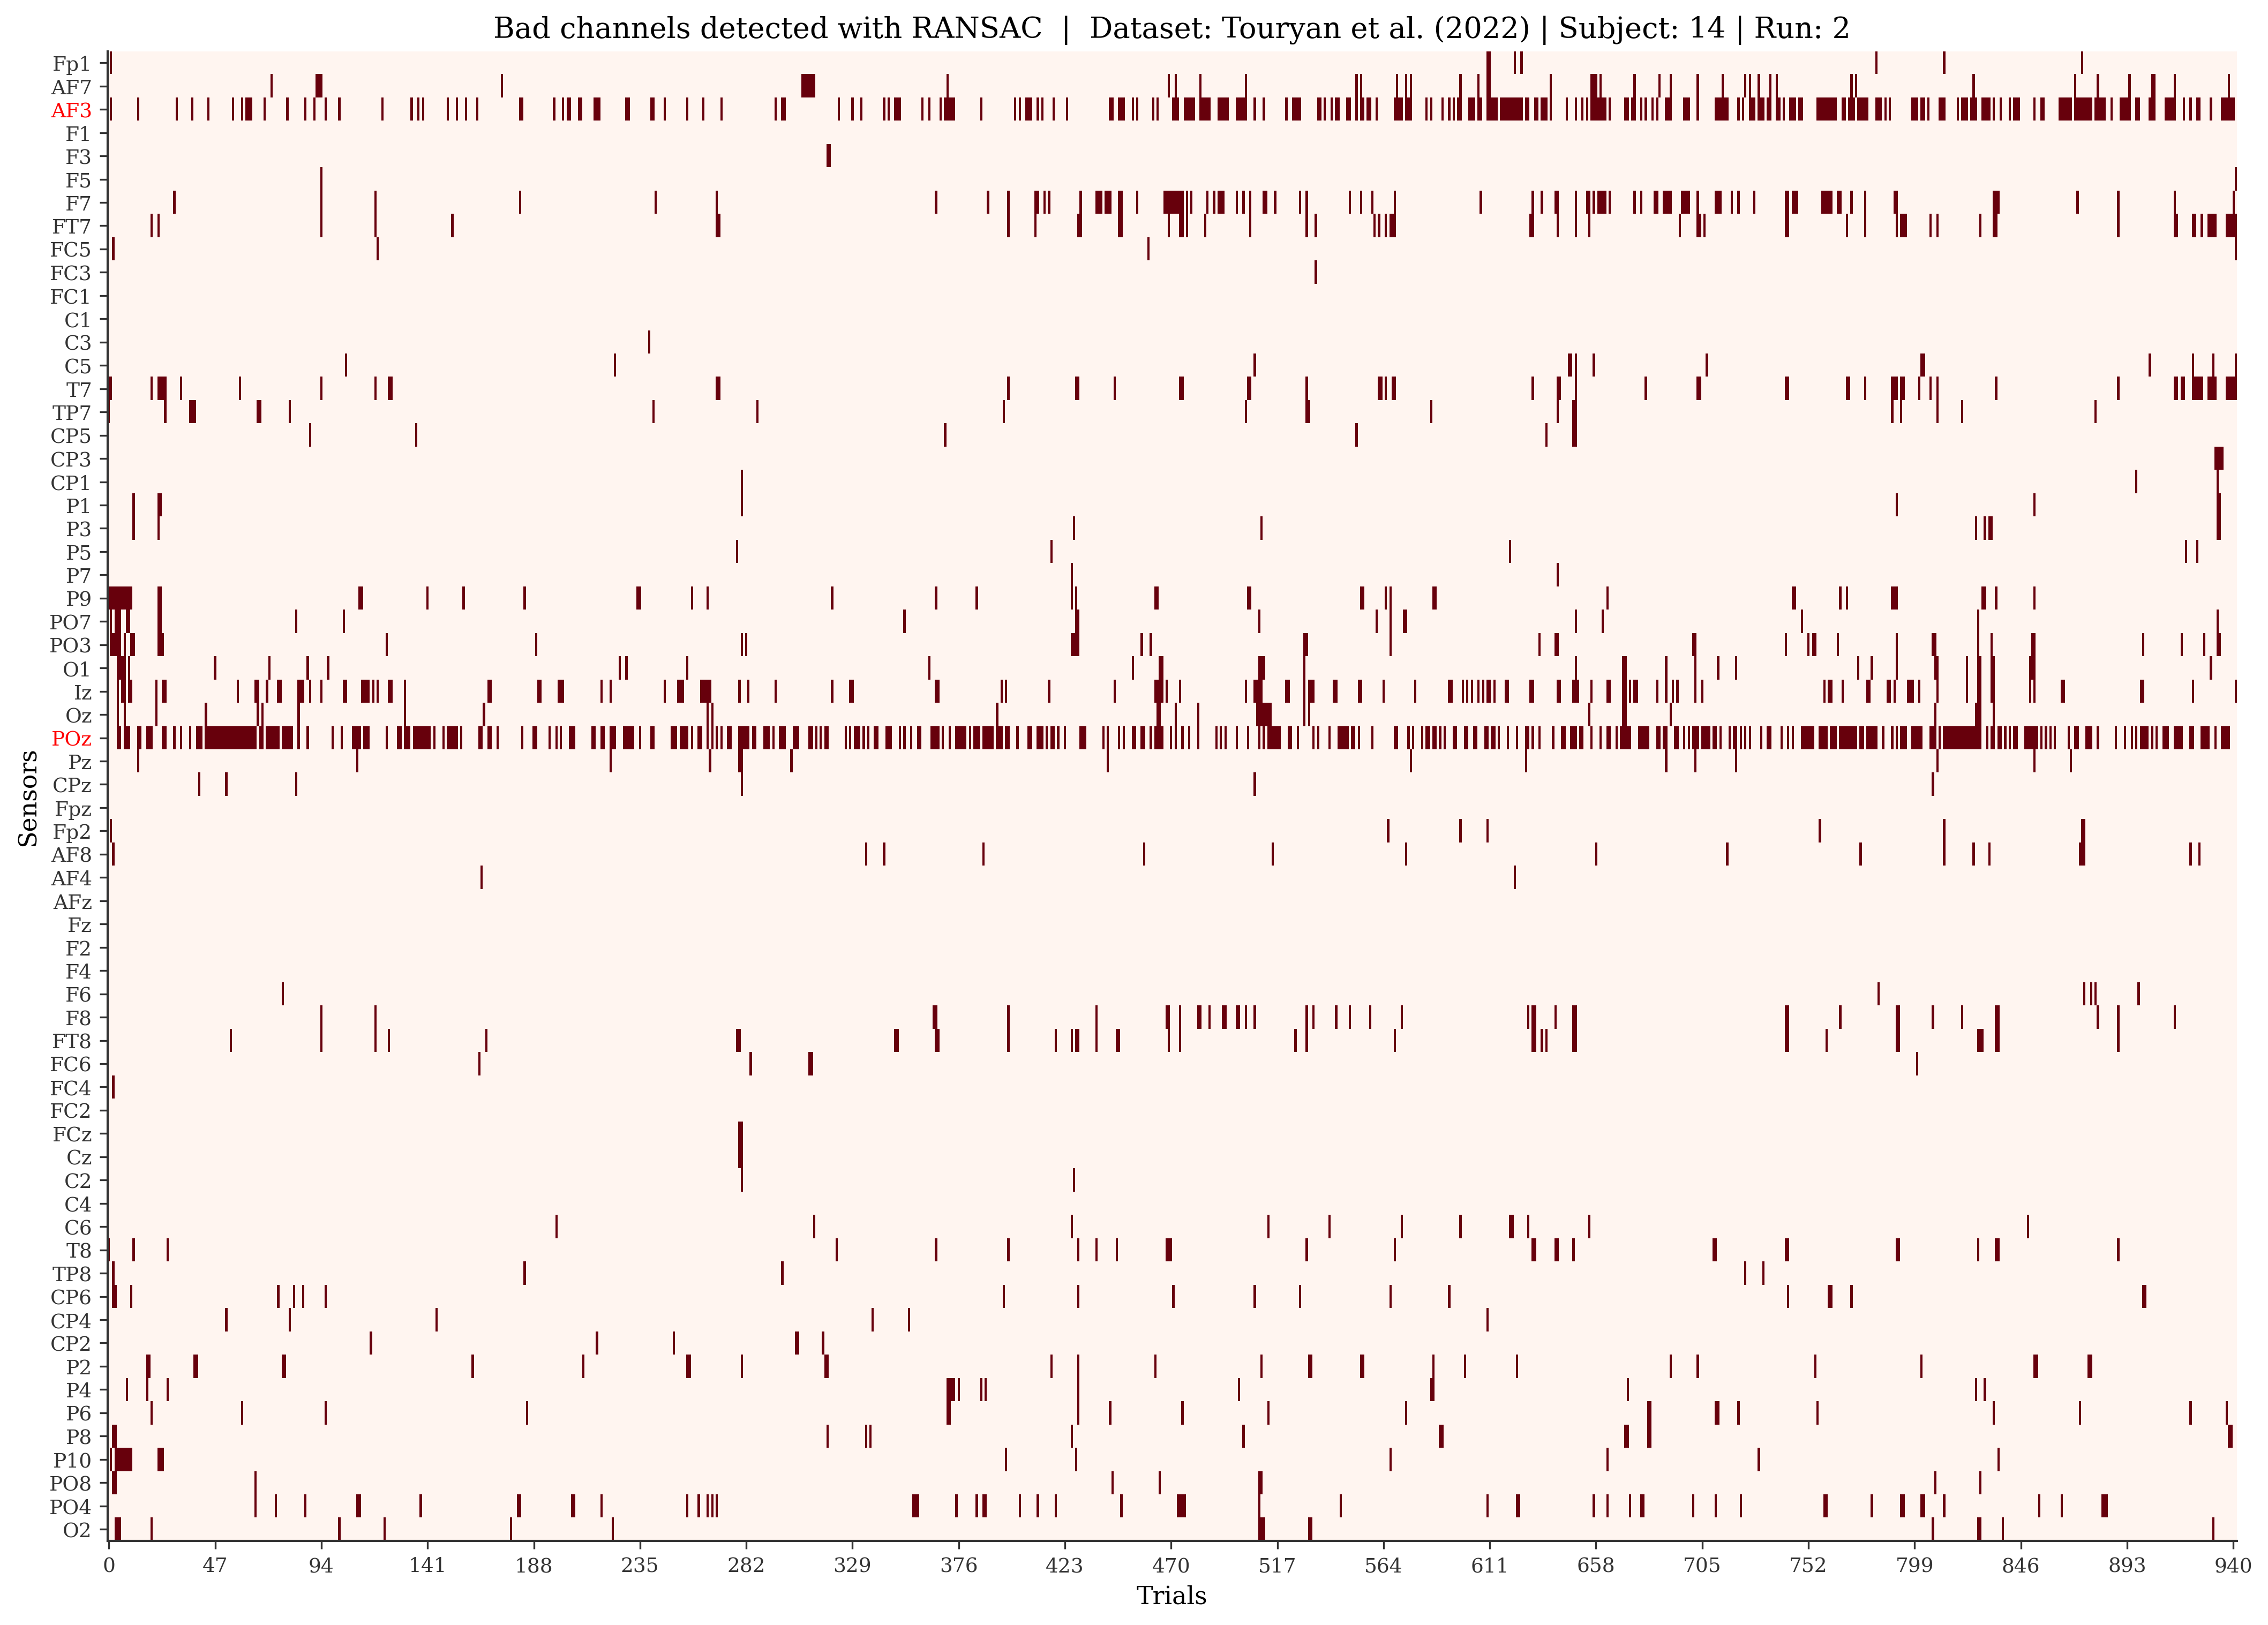 Bad channels detected with RANSAC | Dataset: Touryan et al. (2022) | Subject: 14 | Run: 2
Sensors
Fp1
AF7
AF3
F1
F3
F5
F7
FT7
FC5
FC3
FC1
C1
C3
C5
T7
TP7
CP5
CP3
CP1
P1
P3
P5
P7
P9
PO7
PO3
O1
Iz
Oz
POz
Pz
CPz
Fpz
Fp2
AF8
AF4
AFz
Fz
F2
F4
F6
F8
FT8
FC6
FC4
FC2
FCz
Cz
C2
C4
C6
T8
TP8
CP6
CP4
CP2
P2
P4
P6
P8
P10
PO8
PO4
O2
0 47 94 141 188 235 282 329 376 423 470 517 564 611 658 705 752 799 846 893 940
Trials